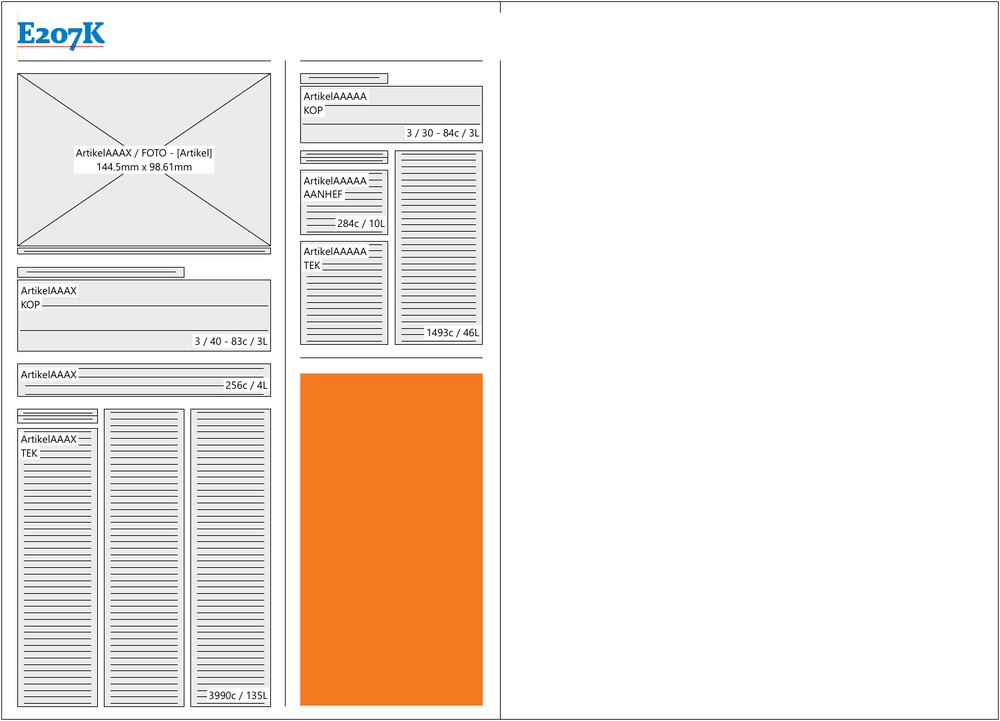 E207K
ArtikelAAAX / FOTO - [Artikel]
144.5mm x 98.61mm
ArtikelAAAX
KOP
3 / 40 - 83c / 3L
ArtikelAAAX
256c / 4L
ArtikelAAAX
TEK
3990c / 135L
ArtikelAAAAA
KOP
3 / 30 - 84c / 3L
ArtikelAAAAA
AANHEF
284c / 10L
ArtikelAAAAA
TEK
1493c / 46L